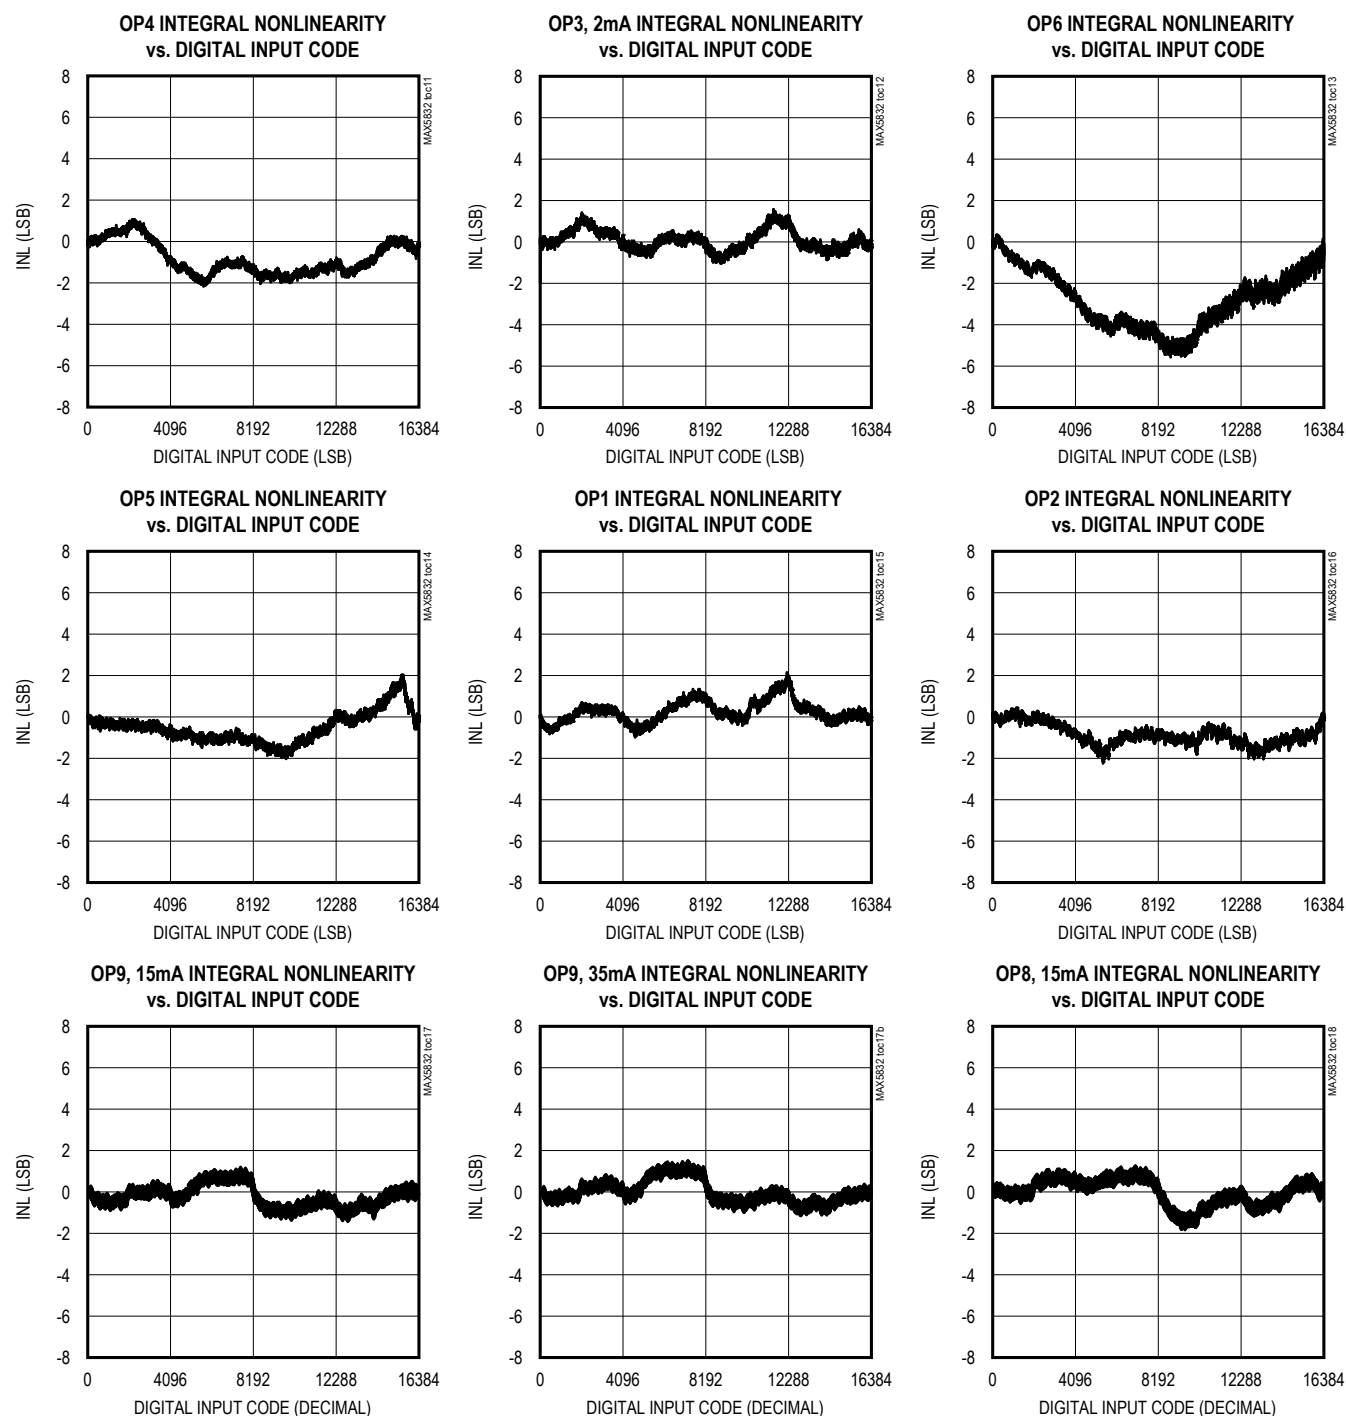 OP4 INTEGRAL NONLINEARITY
vs. DIGITAL INPUT CODE
MAX5832 toc11
INL (LSB)
8
6
4
2
0
-2
-4
-6
-8
0 4096 8192 12288 16384
DIGITAL INPUT CODE (LSB)
OP3, 2mA INTEGRAL NONLINEARITY
vs. DIGITAL INPUT CODE
MAX5832 toc12
INL (LSB)
8
6
4
2
0
-2
-4
-6
-8
0 4096 8192 12288 16384
DIGITAL INPUT CODE (LSB)
OP6 INTEGRAL NONLINEARITY
vs. DIGITAL INPUT CODE
MAX5832 toc13
INL (LSB)
8
6
4
2
0
-2
-4
-6
-8
0 4096 8192 12288 16384
DIGITAL INPUT CODE (LSB)
OP5 INTEGRAL NONLINEARITY
vs. DIGITAL INPUT CODE
MAX5832 toc14
INL (LSB)
8
6
4
2
0
-2
-4
-6
-8
0 4096 8192 12288 16384
DIGITAL INPUT CODE (LSB)
OP1 INTEGRAL NONLINEARITY
vs. DIGITAL INPUT CODE
MAX5832 toc15
INL (LSB)
8
6
4
2
0
-2
-4
-6
-8
0 4096 8192 12288 16384
DIGITAL INPUT CODE (LSB)
OP2 INTEGRAL NONLINEARITY
vs. DIGITAL INPUT CODE
MAX5832 toc16
INL (LSB)
8
6
4
2
0
-2
-4
-6
-8
0 4096 8192 12288 16384
DIGITAL INPUT CODE (LSB)
OP9, 15mA INTEGRAL NONLINEARITY
vs. DIGITAL INPUT CODE
MAX5832 toc17
INL (LSB)
8
6
4
2
0
-2
-4
-6
-8
0 4096 8192 12288 16384
DIGITAL INPUT CODE (DECIMAL)
OP9, 35mA INTEGRAL NONLINEARITY
vs. DIGITAL INPUT CODE
MAX5832 toc17b
INL (LSB)
8
6
4
2
0
-2
-4
-6
-8
0 4096 8192 12288 16384
DIGITAL INPUT CODE (DECIMAL)
OP8, 15mA INTEGRAL NONLINEARITY
vs. DIGITAL INPUT CODE
MAX5832 toc18
INL (LSB)
8
6
4
2
0
-2
-4
-6
-8
0 4096 8192 12288 16384
DIGITAL INPUT CODE (DECIMAL)